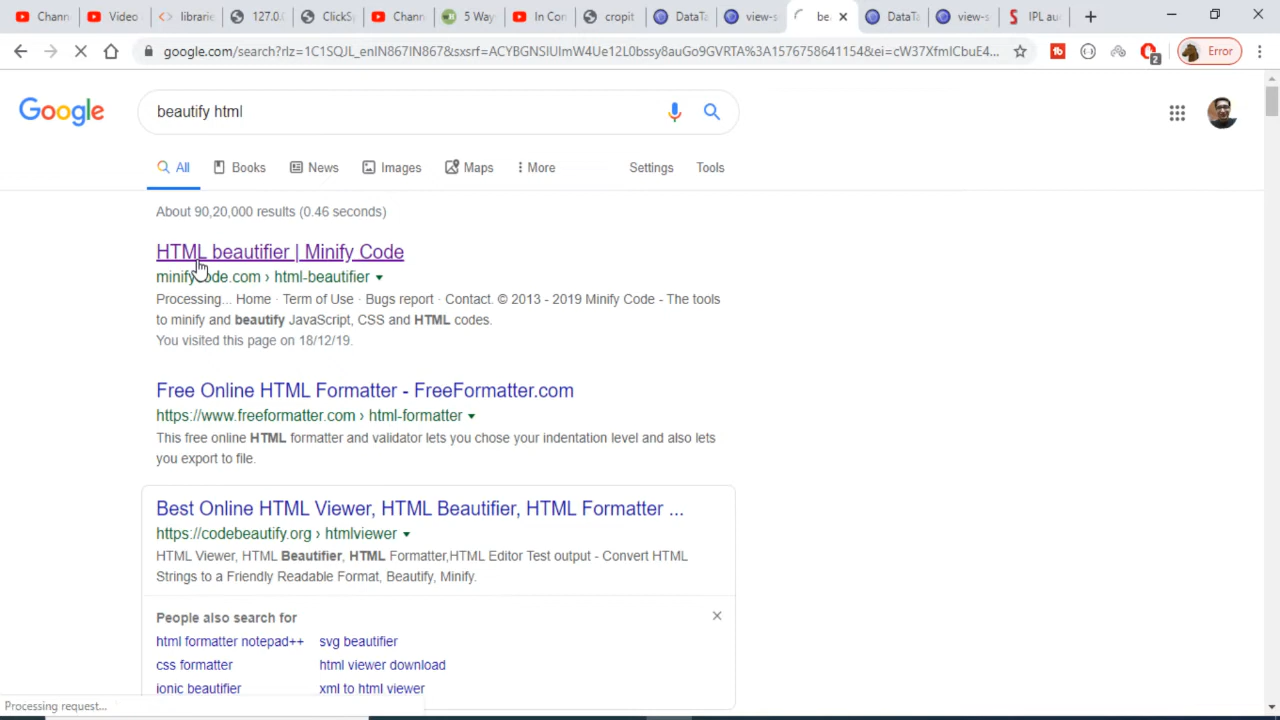 Chann
Video
librarie
127.0.
ClickS
Chann
5 Way
In Con
cropit
DataTa
view-s
be
DataTa
view-s
IPL au
google.com/search?rlz=1C1SQJL_enIN867IN867&sxsrf=ACYBGNSIUlmW4Ue12L0bssy8auGo9GVRTA%3A1576758641154&ei=cW37XfmlCbuE4...
2
Error
Google
beautify html
All
Books
News
Images
Maps
More
Settings
Tools
About 90,20,000 results (0.46 seconds)
HTML beautifier | Minify Code
minifycode.com › html-beautifier
Processing... Home · Term of Use · Bugs report · Contact. © 2013 - 2019 Minify Code - The tools
to minify and beautify JavaScript, CSS and HTML codes.
You visited this page on 18/12/19.
Free Online HTML Formatter - FreeFormatter.com
https://www.freeformatter.com › html-formatter
This free online HTML formatter and validator lets you chose your indentation level and also lets
you export to file.
Best Online HTML Viewer, HTML Beautifier, HTML Formatter ...
https://codebeautify.org › htmlviewer
HTML Viewer, HTML Beautifier, HTML Formatter,HTML Editor Test output - Convert HTML
Strings to a Friendly Readable Format, Beautify, Minify.
People also search for
html formatter notepad++
svg beautifier
css formatter
html viewer download
ionic beautifier
xml to html viewer
Processing request...